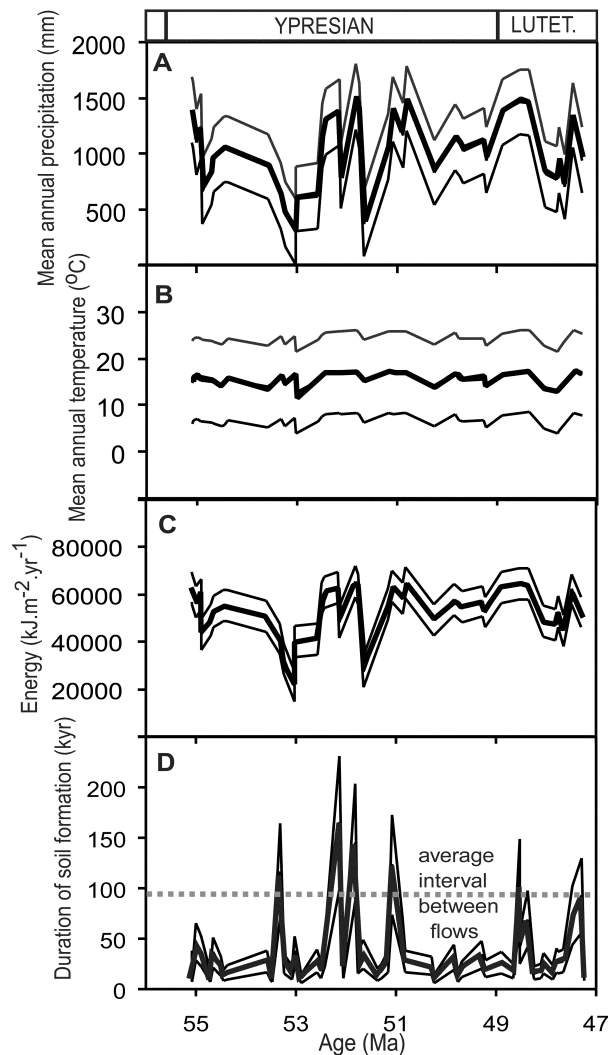 YPRESIAN LUTET.
A
Mean annual precipitation (mm)
2000
1500
1000
500
B
Mean annual temperature (°C)
30
20
10
0
C
Energy (kJ.m-2.yr-1)
80000
60000
40000
20000
D
Duration of soil formation (kyr)
200
150
100
50
0
average
interval
between
flows
55 53 51 49 47
Age (Ma)